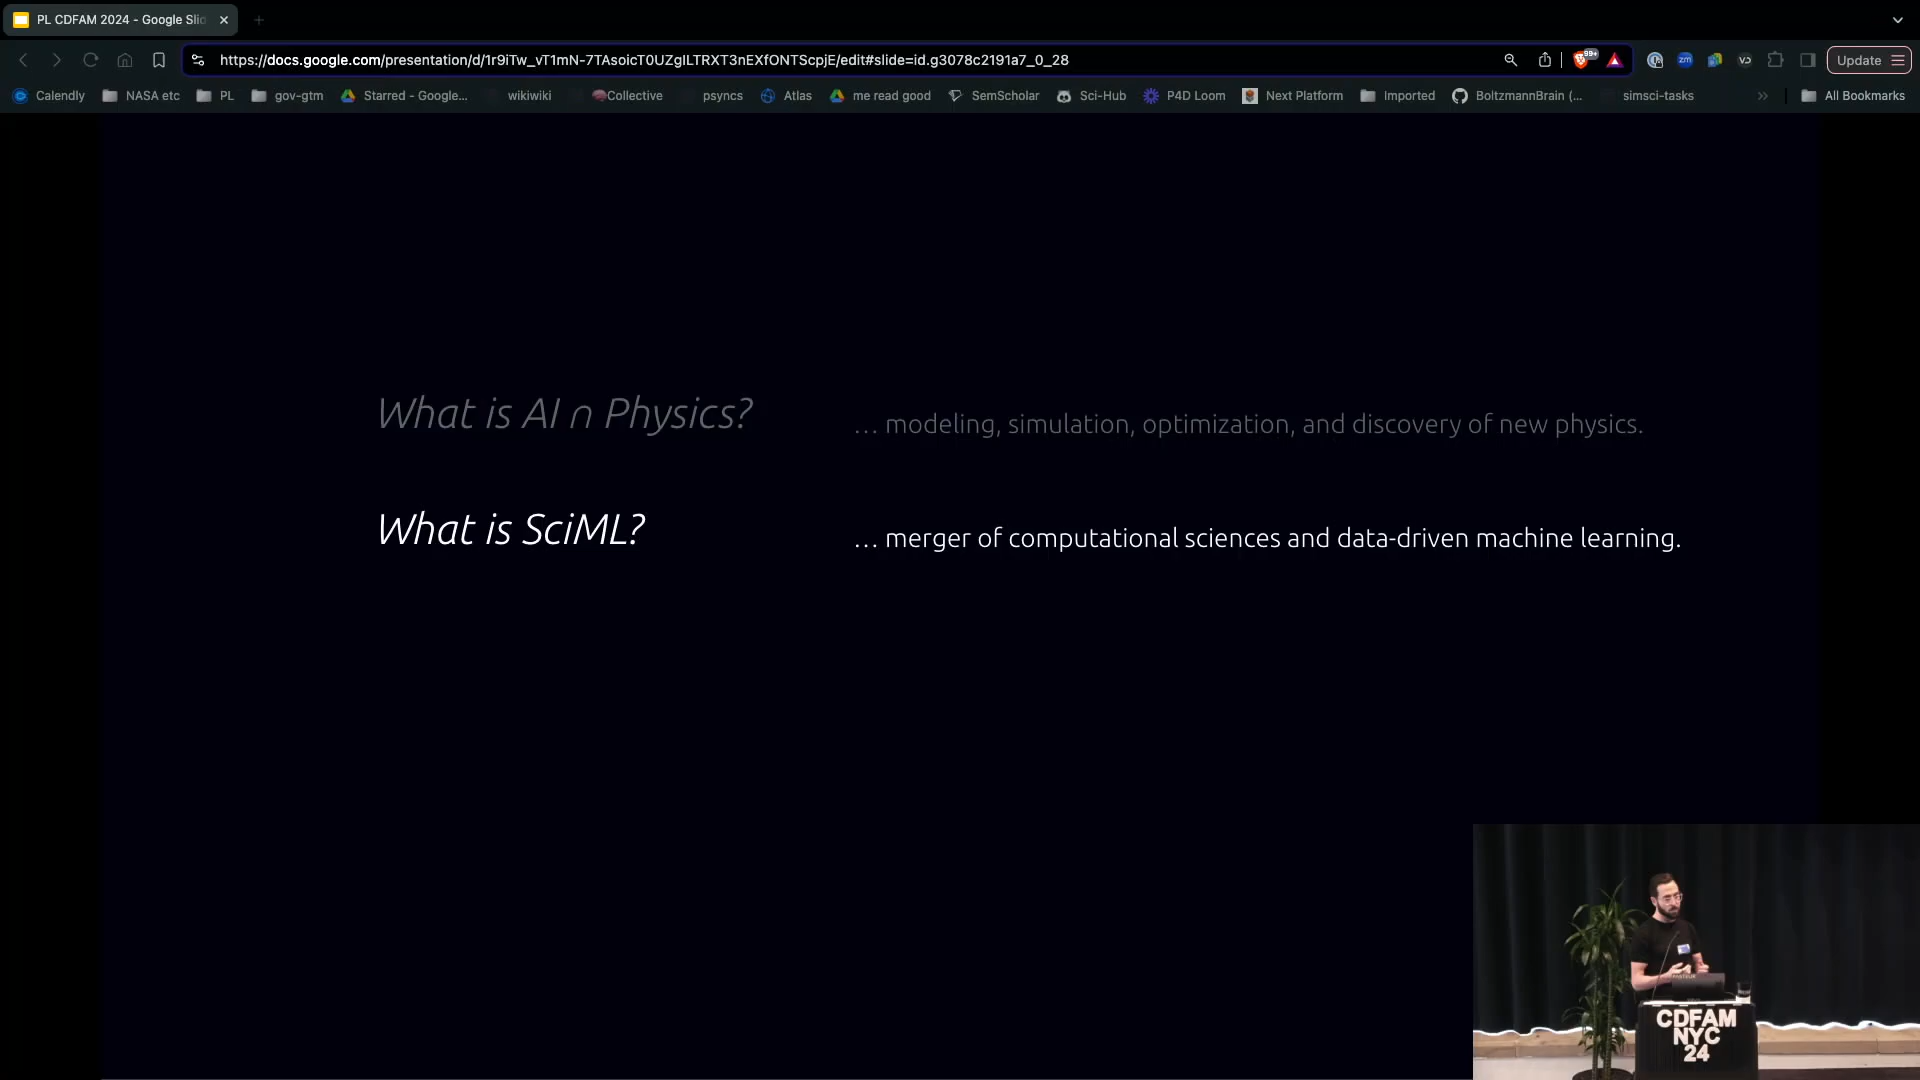 PL CDFAM 2024 - Google Slid
https://docs.google.com/presentation/d/1r9iTw_vT1mN-7TAsoicT0UZgILTRXT3nEXfONTScpjE/edit#slide=id.g3078c2191a7_0_28
99+
zm
Update
Calendly
NASA etc
PL
gov-gtm
Starred - Google...
wikiwiki
Collective
psyncs
Atlas
me read good
SemScholar
Sci-Hub
P4D Loom
Next Platform
Imported
BoltzmannBrain (...
simsci-tasks
All Bookmarks
What is AI ∩ Physics?
... modeling, simulation, optimization, and discovery of new physics.
What is SciML?
... merger of computational sciences and data-driven machine learning.
CDFAM
NYC
24